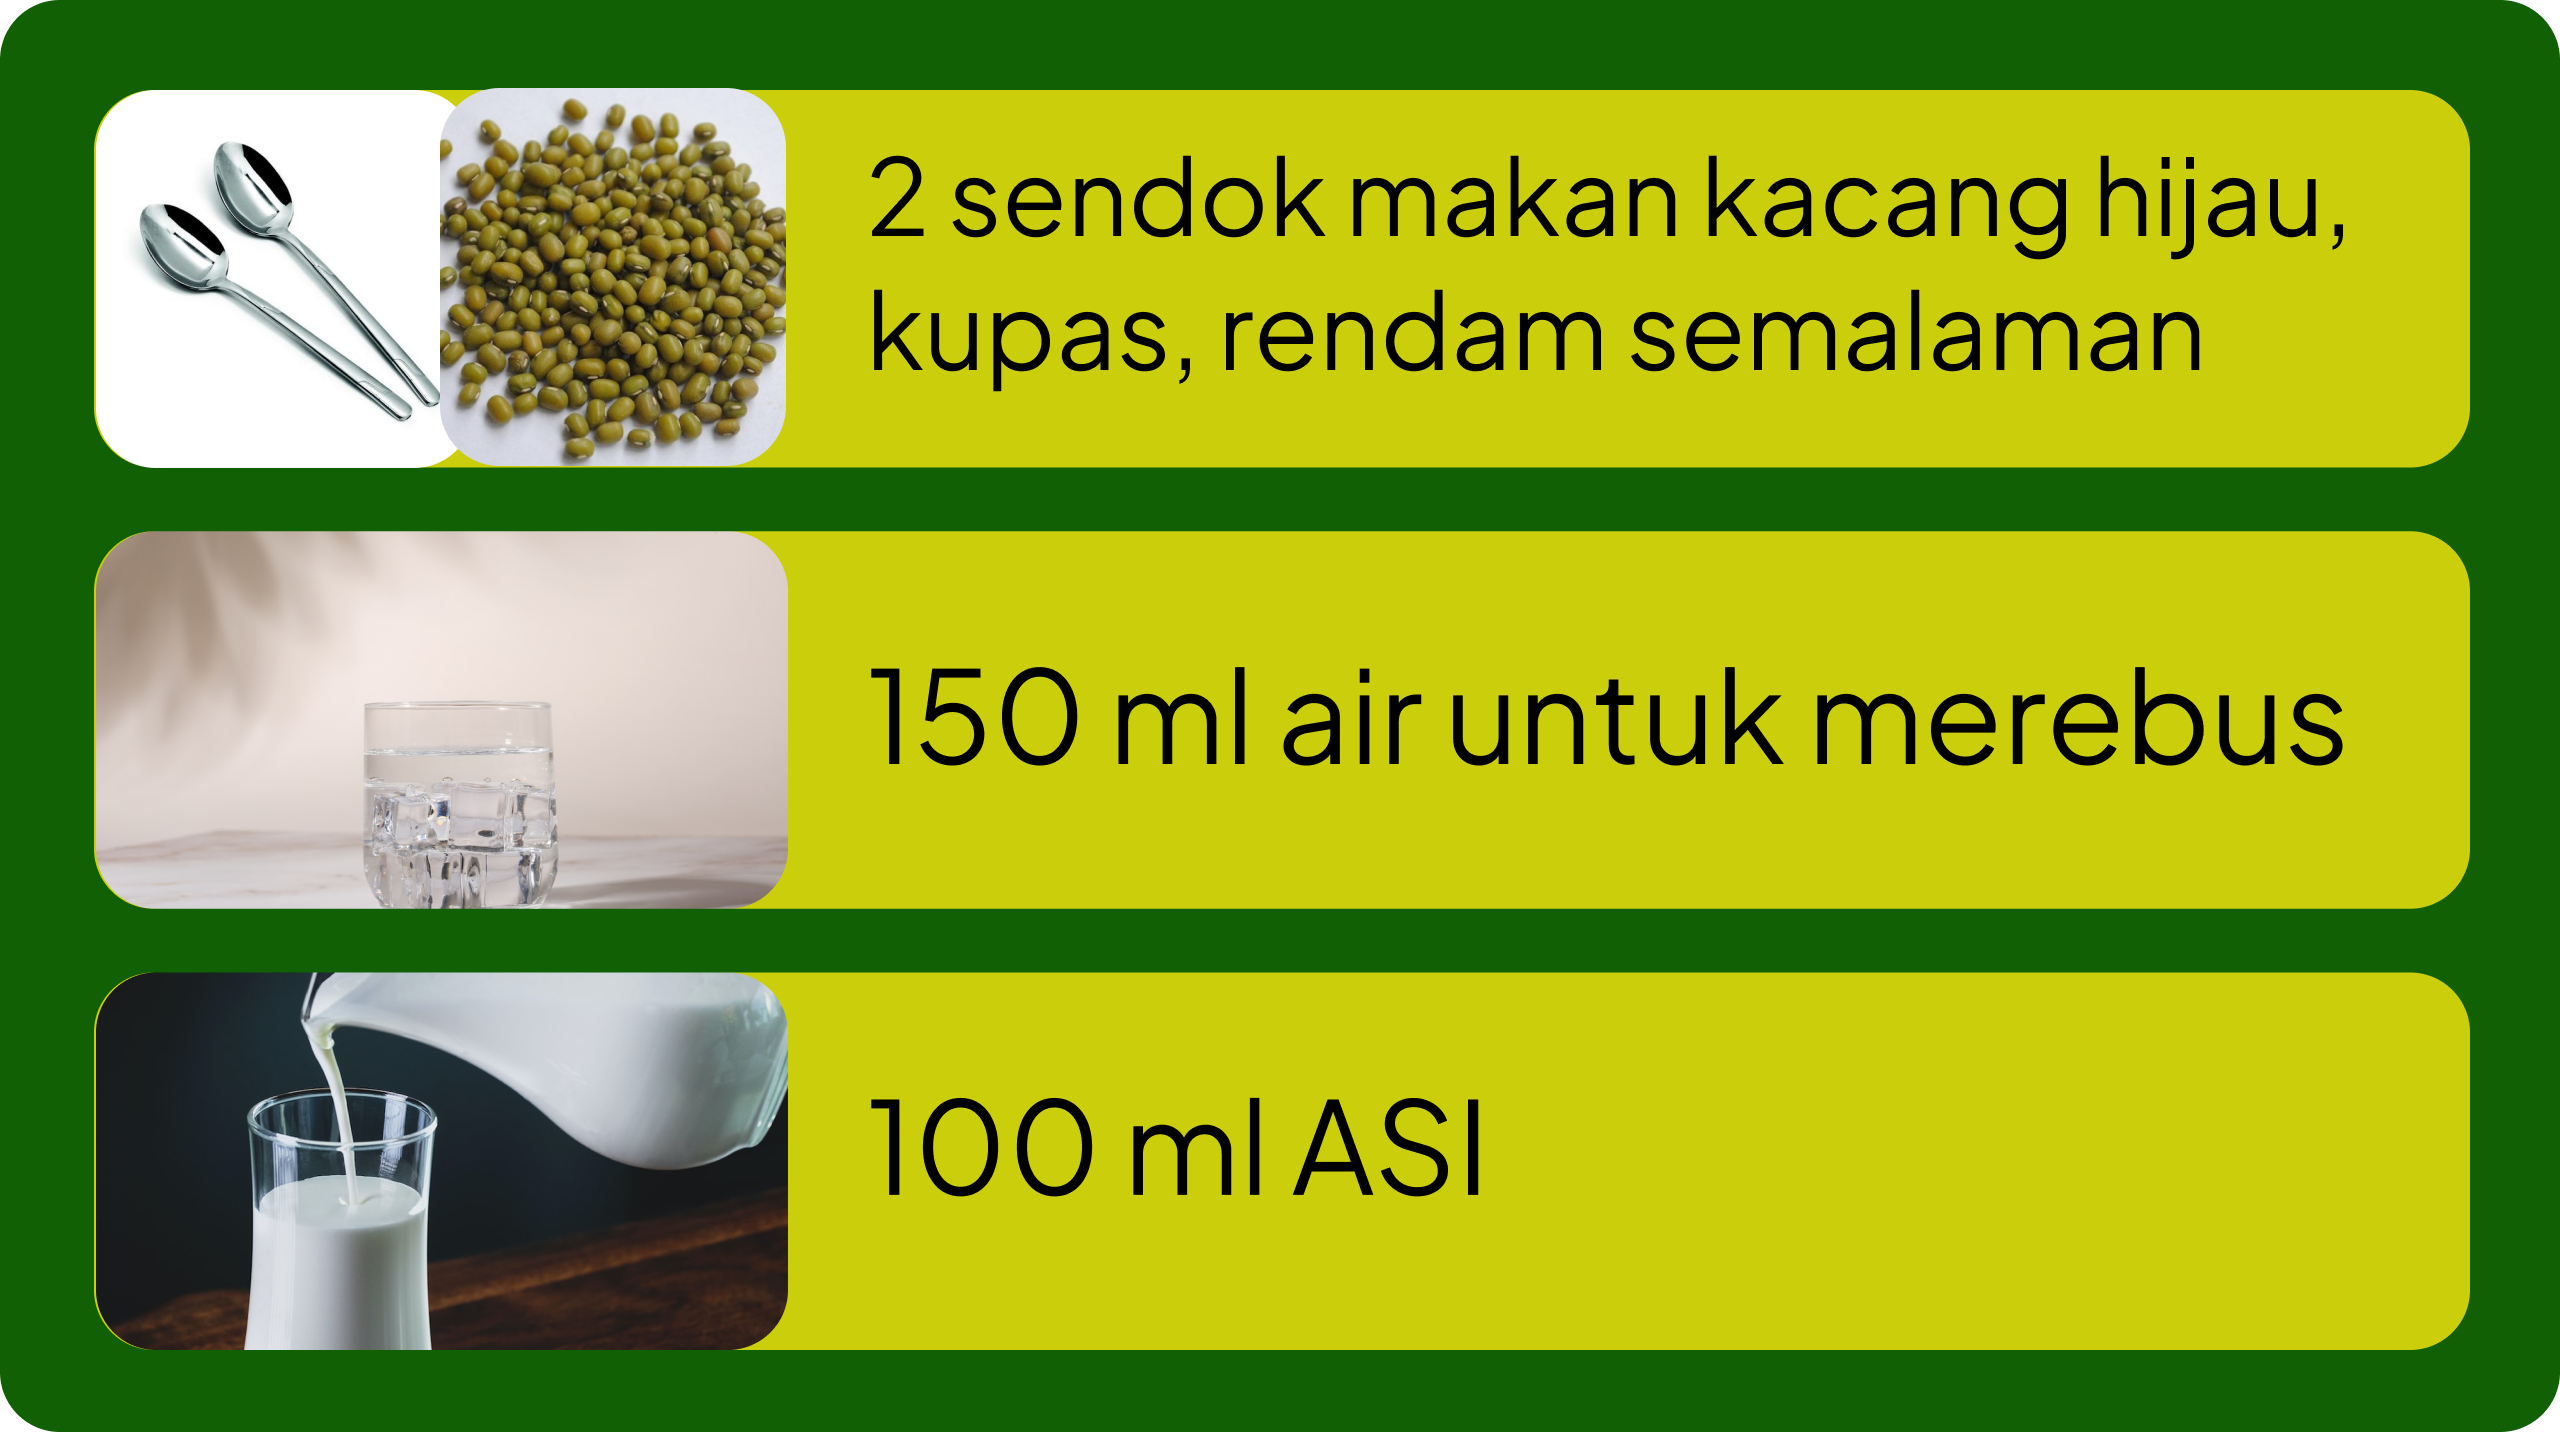 2 sendok makan kacang hijau,
kupas, rendam semalaman
150 ml air untuk merebus
100 ml ASI